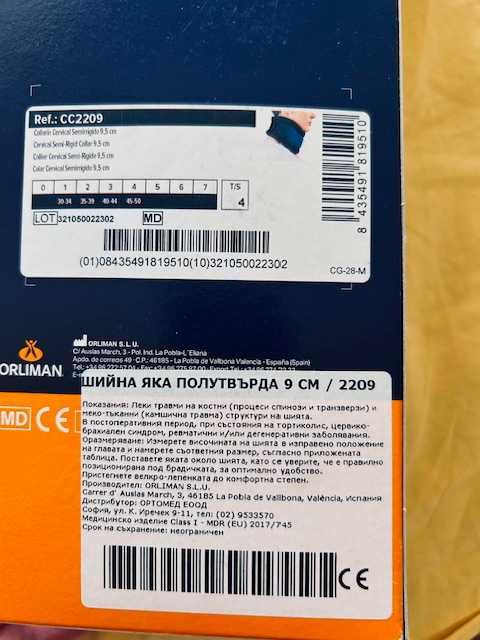 Ref.: CC2209
Collarín Cervical Semirrígido 9,5 cm
Cervical Semi-Rigid Collar 9,5 cm
Collier Cervical Semi-Rigide 9,5 cm
Colar Cervical Semirrígido 9,5 cm
0 1 2 3 4 5 6 7 T/S
30-34 35-39 40-44 45-50 4
LOT 321050022302 MD
(01)08435491819510(10)321050022302
8 435491 819510
CG-28-M
ORLIMAN S. L. U.
C/ Ausias March, 3 - Pol. Ind. La Pobla-L'Eliana
Apdo. de correos 49 - C.P. 46185 - La Pobla de Vallbona Valencia - España (Spain)
ORLIMAN
MD CE
ШИЙНА ЯКА ПОЛУТВЪРДА 9 СМ / 2209
Показания: Леки травми на костни (процеси спинози и трансверзи) и
меко-тъканни (камшична травма) структури на шията.
В постоперативния период, при състояния на тортиколис, цервико-
брахиален синдром, ревматични и/или дегенеративни заболявания.
Оразмеряване: Измерете височината на шията в изправено положение
на главата и намерете съответния размер, съгласно приложената
таблица. Поставете яката около шията, като се уверите, че е правилно
позиционирана под брадичката, за оптимално удобство.
Пристегнете велкро-лепенката до комфортна степен.
Производител: ORLIMAN S.L.U.
Carrer d' Auslas March, 3, 46185 La Pobla de Vallbona, València, Испания
Дистрибутор: ОРТОМЕД ЕООД
София, ул. К. Иречек 9-11, тел: (02) 9533570
Медицинско изделие Class I - MDR (EU) 2017/745
Срок на съхранение: неограничен
CE